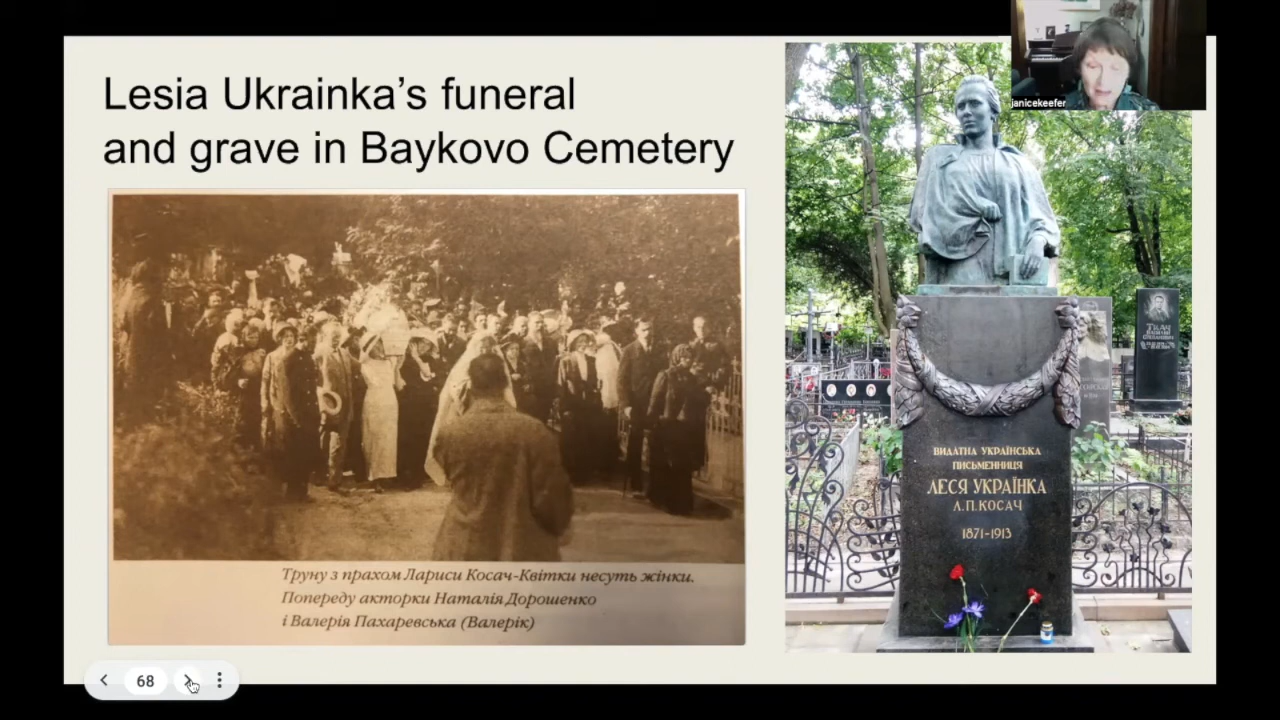 Lesia Ukrainka's funeral
and grave in Baykovo Cemetery
janicekeefer
Труну з прахом Лариси Косач-Квітки несуть жінки.
Попереду акторки Наталія Дорошенко
і Валерія Пахаревська (Валерік)
ВИДАТНА УКРАЇНСЬКА
ПИСЬМЕННИЦЯ
ЛЕСЯ УКРАЇНКА
Л.П.КОСАЧ
1871-1913
ТКАЧ
68